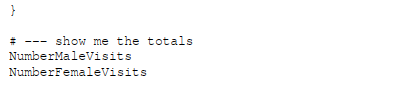 }
# --- show me the totals
NumberMaleVisits
NumberFemaleVisits